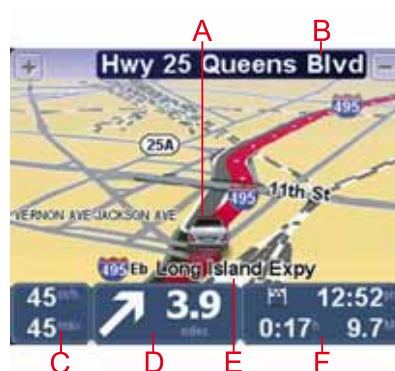 A
B
+ Hwy 25 Queens Blvd −
495
25A
11th St
495
VERNON AVE-JACKSON AVE
495 Eb Long Island Expy
45 3.9 12:52
45 max miles 0:17 9.7
C D E F